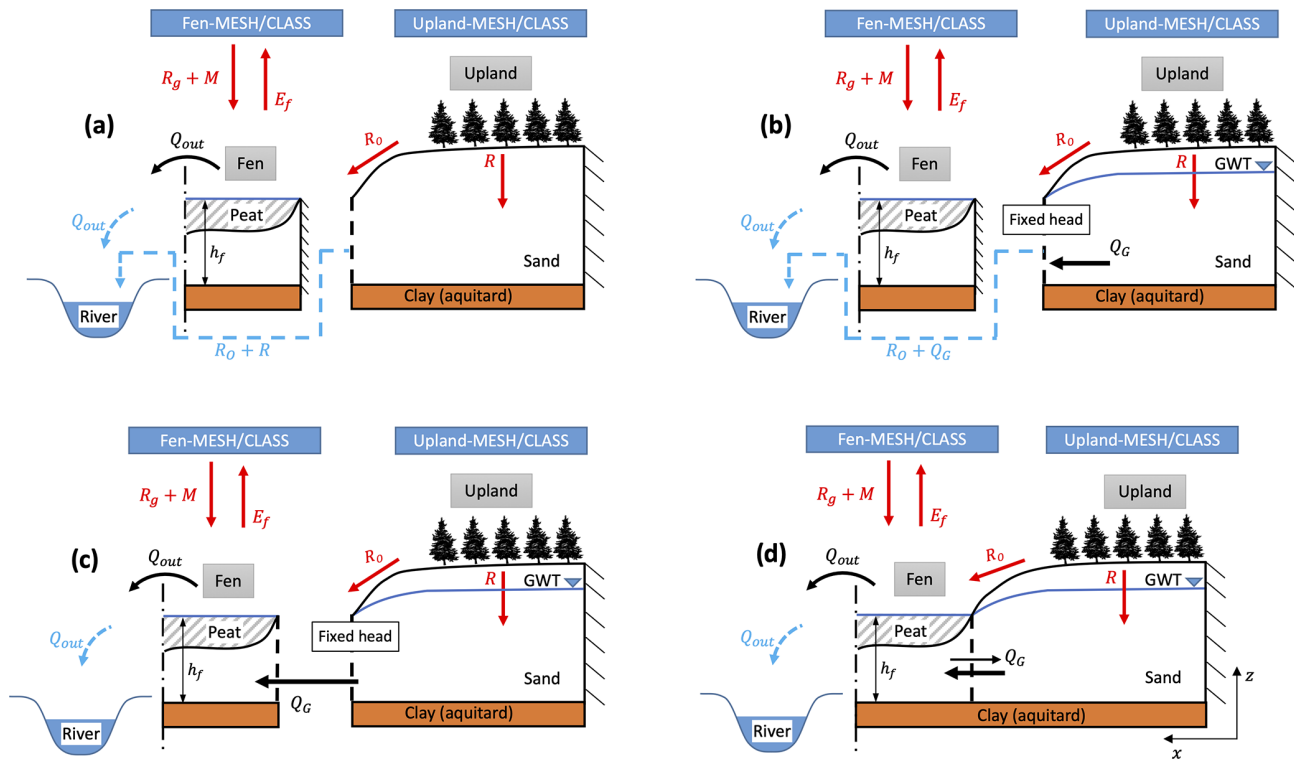 Fen-MESH/CLASS
Upland-MESH/CLASS
R_g + M
E_f
Upland
(a)
Q_out
Fen
R_0
R
Q_out
Peat
h_f
Sand
Clay (aquitard)
River
R_O + R
Fen-MESH/CLASS
Upland-MESH/CLASS
R_g + M
E_f
Upland
(b)
Q_out
Fen
R_0
R
GWT
Q_out
Peat
Fixed head
h_f
Q_G
Sand
Clay (aquitard)
River
R_O + Q_G
Fen-MESH/CLASS
Upland-MESH/CLASS
R_g + M
E_f
Upland
(c)
Q_out
Fen
R_0
R
GWT
Q_out
Peat
Fixed head
h_f
Q_G
Sand
Clay (aquitard)
River
Fen-MESH/CLASS
Upland-MESH/CLASS
R_g + M
E_f
Upland
(d)
Q_out
Fen
R_0
R
GWT
Q_out
Peat
h_f
Q_G
Sand
z
Clay (aquitard)
River
x